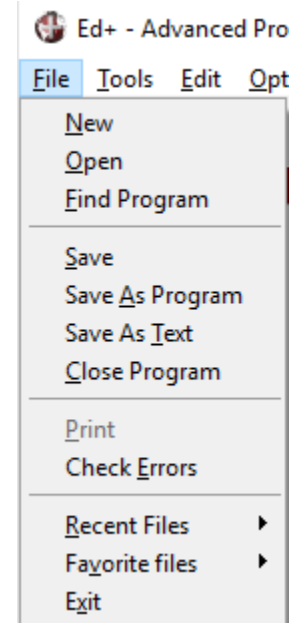 Ed+ - Advanced Pro
File Tools Edit Opt
New
Open
Find Program
Save
Save As Program
Save As Text
Close Program
Print
Check Errors
Recent Files
Favorite files
Exit